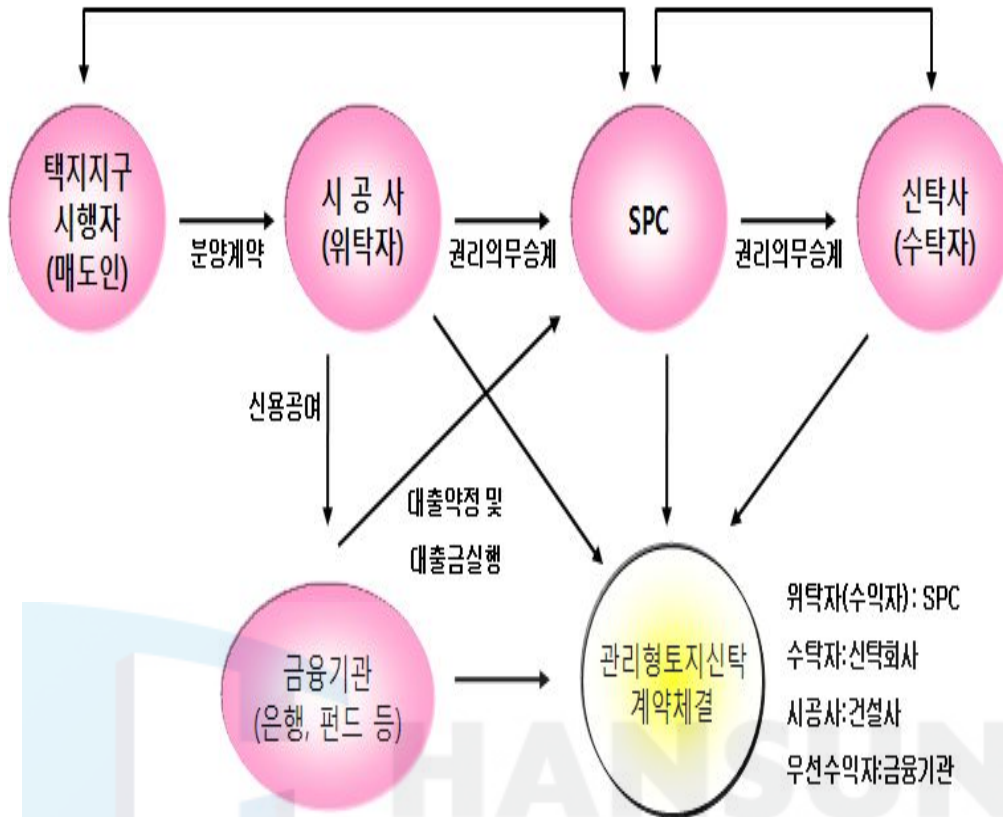 택지지구
시행자
(매도인)
분양계약
시 공 사
(위탁자)
권리의무승계
SPC
권리의무승계
신탁사
(수탁자)
신용공여
대출약정 및
대출금실행
금융기관
(은행, 펀드 등)
관리형토지신탁
계약체결
위탁자(수익자) : SPC
수탁자:신탁회사
시공사:건설사
우선수익자:금융기관
HANSUN